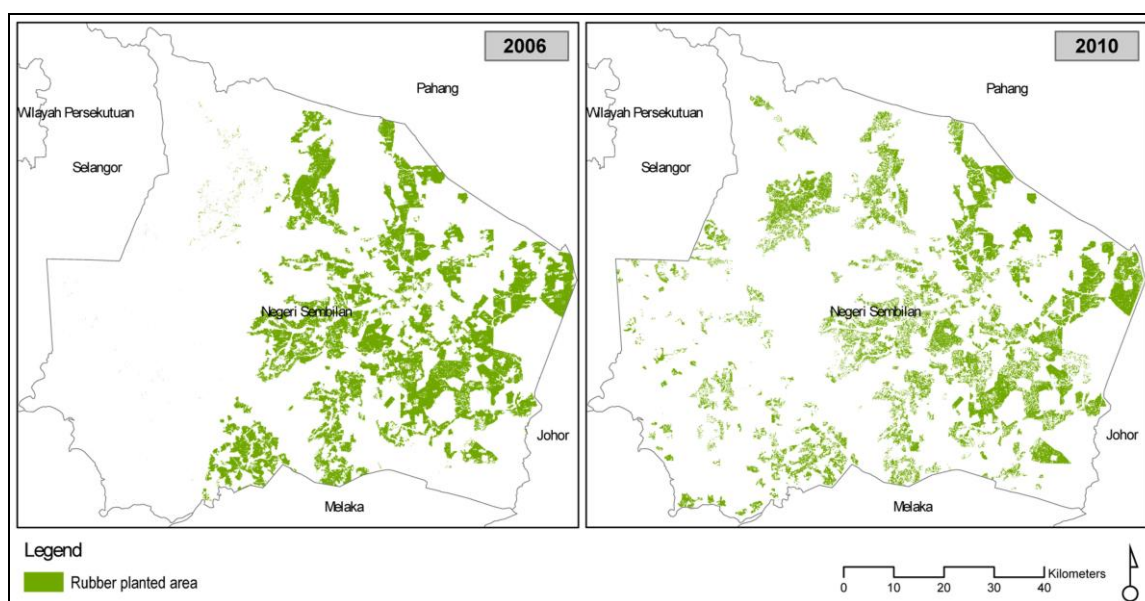 2006
Pahang
Wilayah Persekutuan
Selangor
Negeri Sembilan
Johor
Melaka
2010
Pahang
Wilayah Persekutuan
Selangor
Negeri Sembilan
Johor
Melaka
Legend
Rubber planted area
Kilometers
0 10 20 30 40